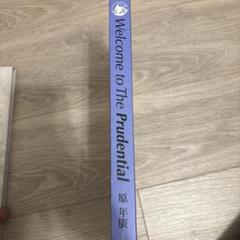 Welcome to The Prudential
原 年廣